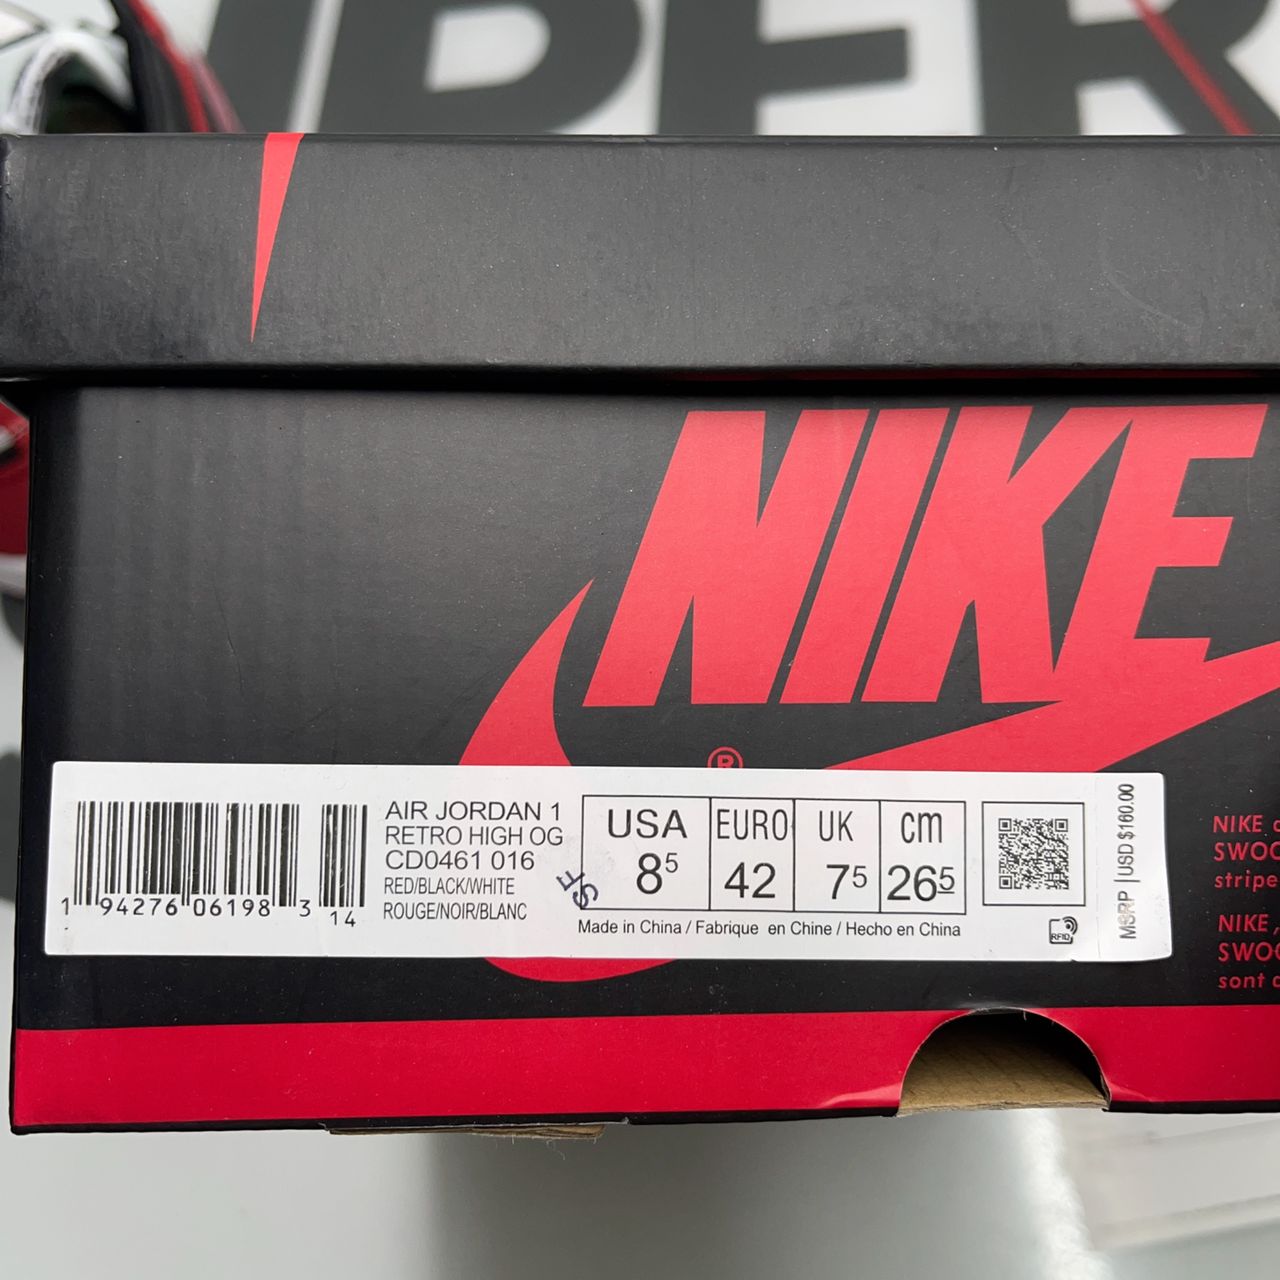 NIKE
®
AIR JORDAN 1
RETRO HIGH OG
CD0461 016
RED/BLACK/WHITE
ROUGE/NOIR/BLANC
1 94276 06198 3
14
USA EURO UK cm
8⁵ 42 7⁵ 26⁵
Made in China / Fabrique en Chine / Hecho en China
RFID
MSRP |USD $160.00
SF
NIKE
SWOO
stripe
NIKE,
SWOO
sont